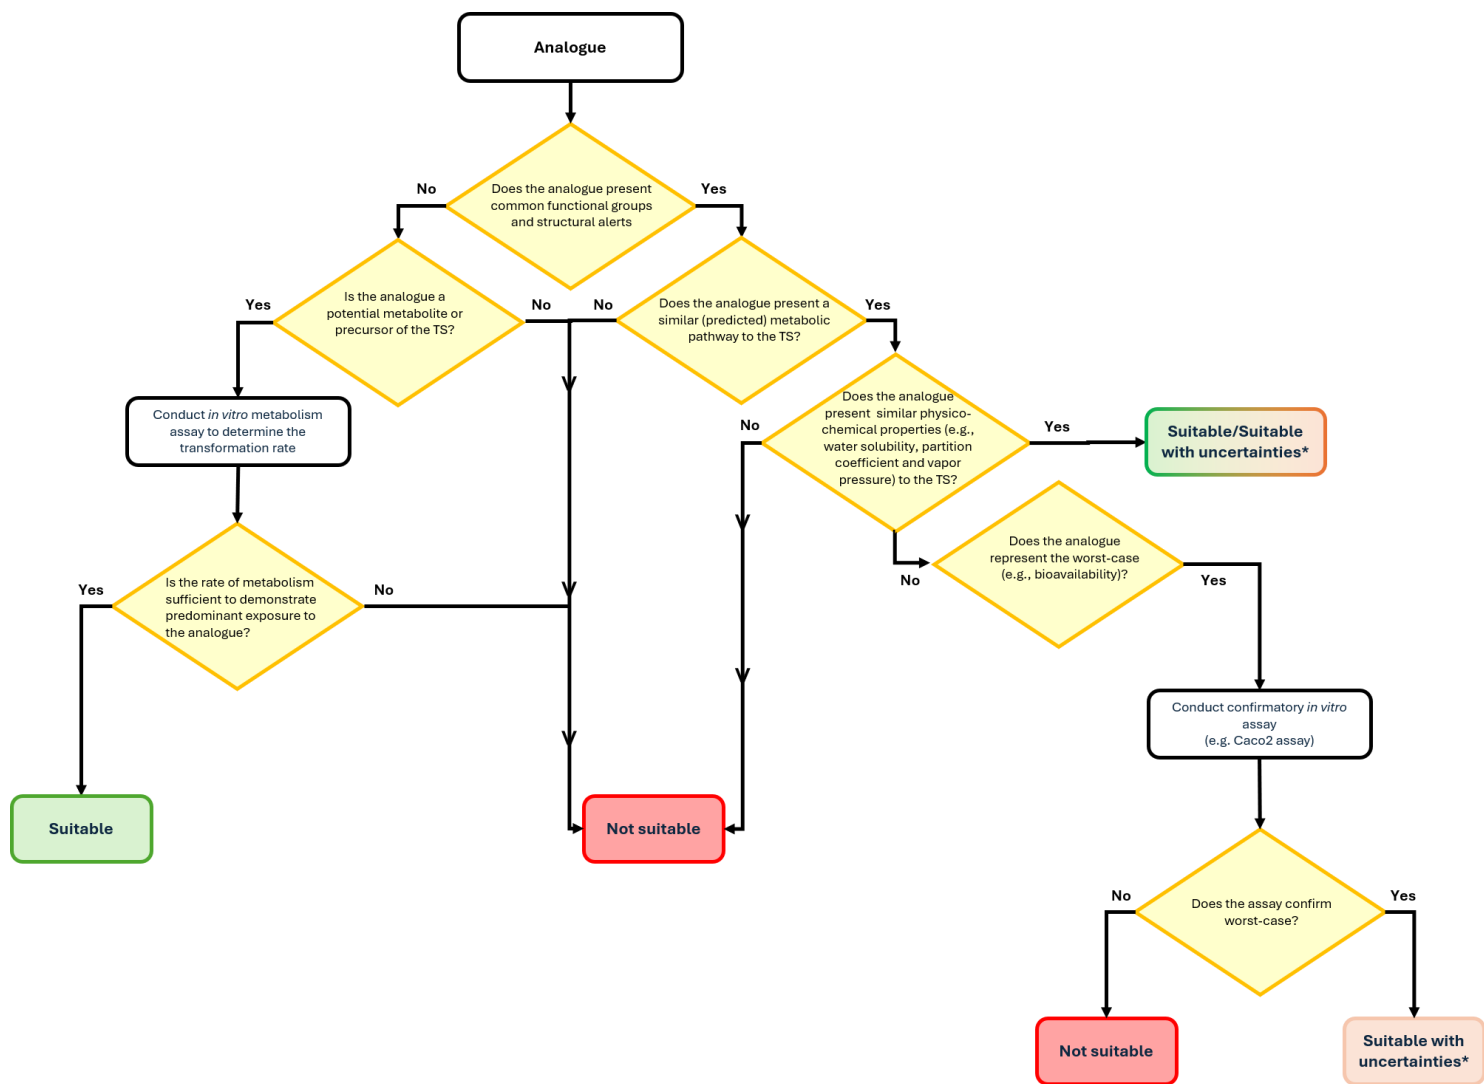 Analogue
Does the analogue present
common functional groups
and structural alerts
No
Yes
Is the analogue a
potential metabolite or
precursor of the TS?
Yes
No
No
Does the analogue present a
similar (predicted) metabolic
pathway to the TS?
Yes
Conduct in vitro metabolism
assay to determine the
transformation rate
Does the analogue
present similar physico-
chemical properties (e.g.,
water solubility, partition
coefficient and vapor
pressure) to the TS?
No
Yes
Suitable/Suitable
with uncertainties*
No
Does the analogue
represent the worst-case
(e.g., bioavailability)?
Yes
Is the rate of metabolism
sufficient to demonstrate
predominant exposure to
the analogue?
Yes
No
Conduct confirmatory in vitro
assay
(e.g. Caco2 assay)
Suitable
Not suitable
Does the assay confirm
worst-case?
No
Yes
Not suitable
Suitable with
uncertainties*